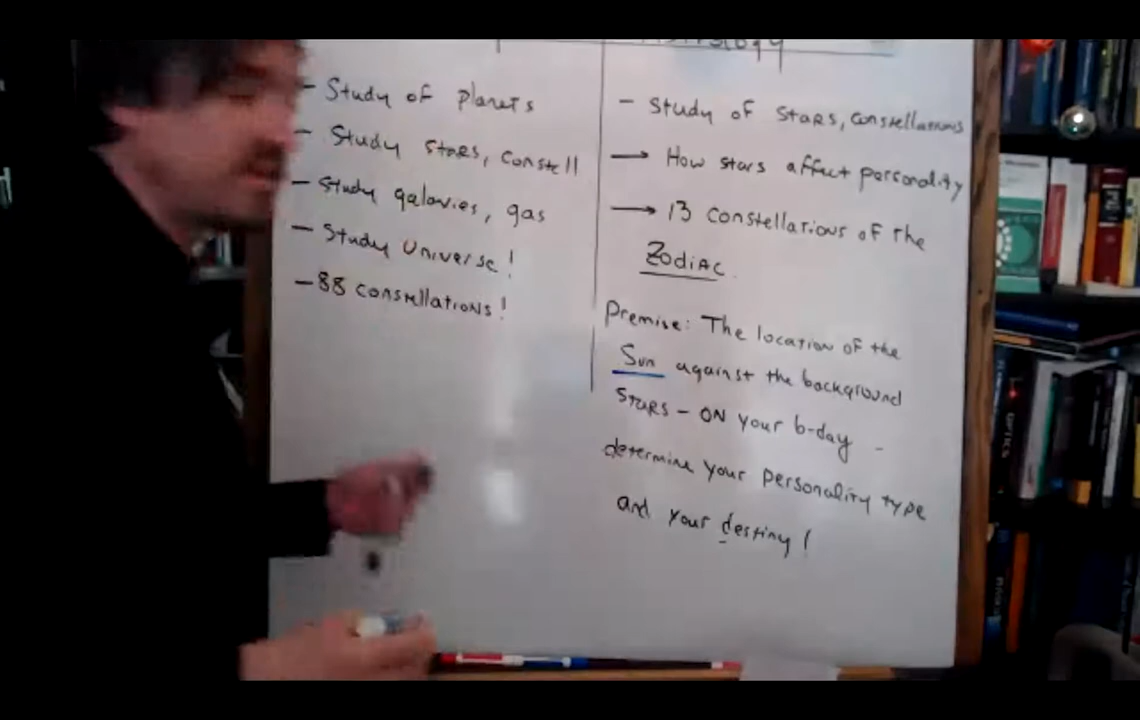 Astrology
- Study of planets
- Study stars, constell
- Study galaxies, gas
- Study Universe!
- 88 constellations!
- Study of stars, constellations
→ How stars affect personality
→ 13 constellations of the
Zodiac.
Premise: The location of the
Sun against the background
stars - on your b-day -
determine your personality type
and your destiny!
OPTICS